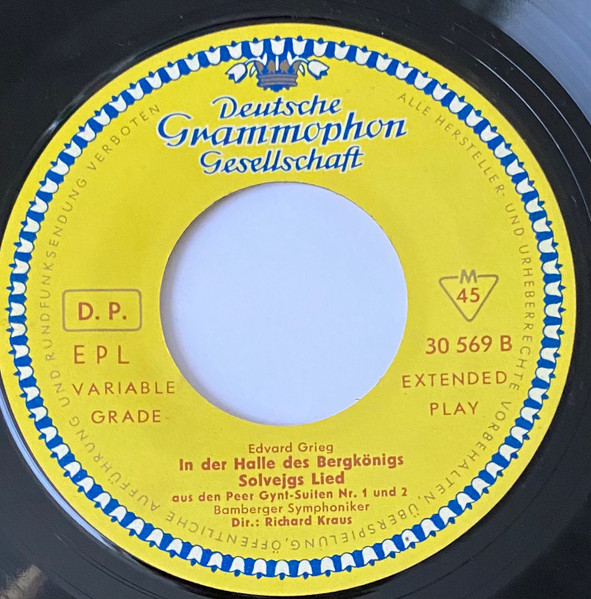 Deutsche
Grammophon
Gesellschaft
ALLE HERSTELLER- UND URHEBERRECHTE VORBEHALTEN, ÜBERSPIELUNG, ÖFFENTLICHE AUFFÜHRUNG UND RUNDFUNKSENDUNG VERBOTEN
D. P.
M
45
30 569 B
E P L
VARIABLE
GRADE
EXTENDED
PLAY
Edvard Grieg
In der Halle des Bergkönigs
Solvejgs Lied
aus den Peer Gynt-Suiten Nr. 1 und 2
Bamberger Symphoniker
Dir.: Richard Kraus